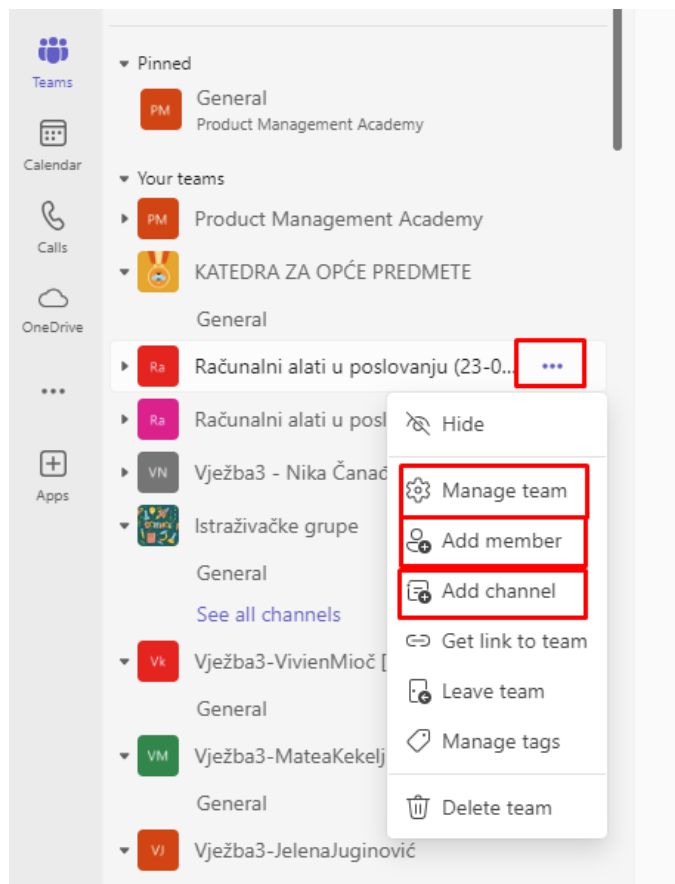 Teams
Calendar
Calls
OneDrive
Apps
Pinned
PM
General
Product Management Academy
Your teams
PM
Product Management Academy
KATEDRA ZA OPĆE PREDMETE
General
Ra
Računalni alati u poslovanju (23-0...
Ra
Računalni alati u posl
VN
Vježba3 - Nika Čanađ
Istraživačke grupe
General
See all channels
Vk
Vježba3-VivienMioč [
General
VM
Vježba3-MateaKekelj
General
VJ
Vježba3-JelenaJuginović
Hide
Manage team
Add member
Add channel
Get link to team
Leave team
Manage tags
Delete team